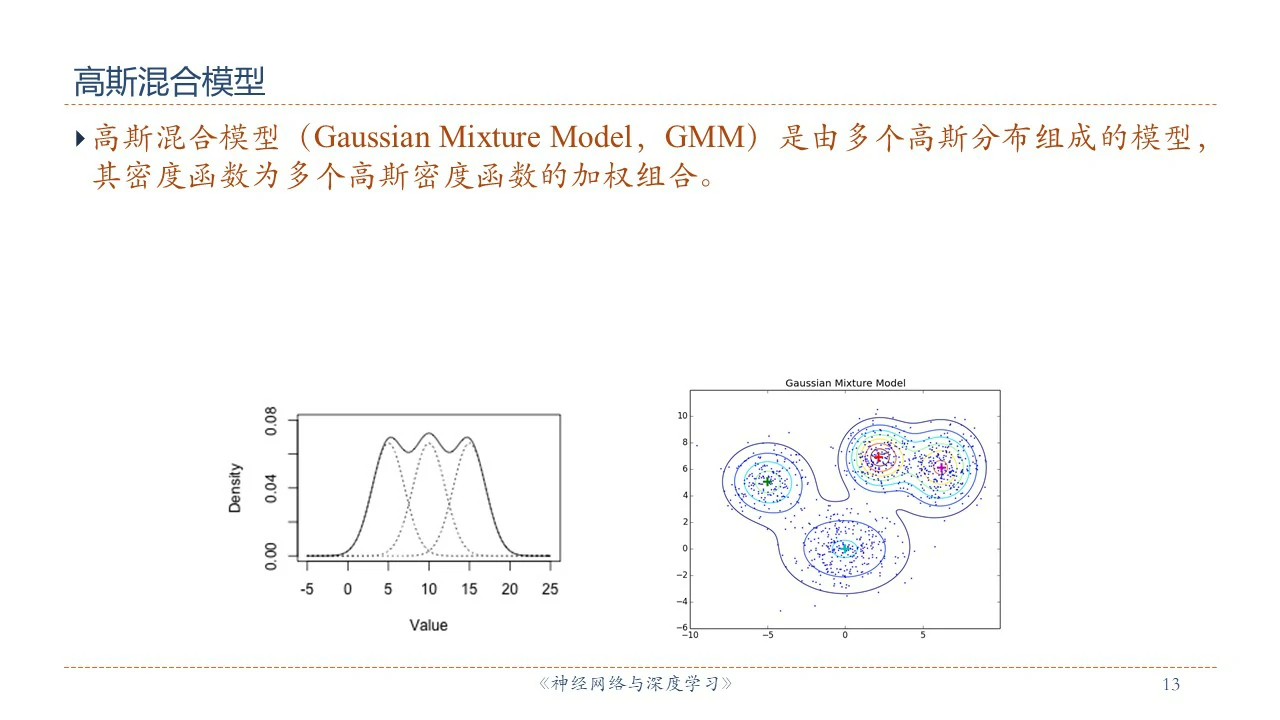 高斯混合模型
高斯混合模型（Gaussian Mixture Model，GMM）是由多个高斯分布组成的模型，
其密度函数为多个高斯密度函数的加权组合。
Density
0.08
0.04
0.00
-5 0 5 10 15 20 25
Value
Gaussian Mixture Model
10
8
6
4
2
0
−2
−4
−6
−10 −5 0 5
《神经网络与深度学习》
13